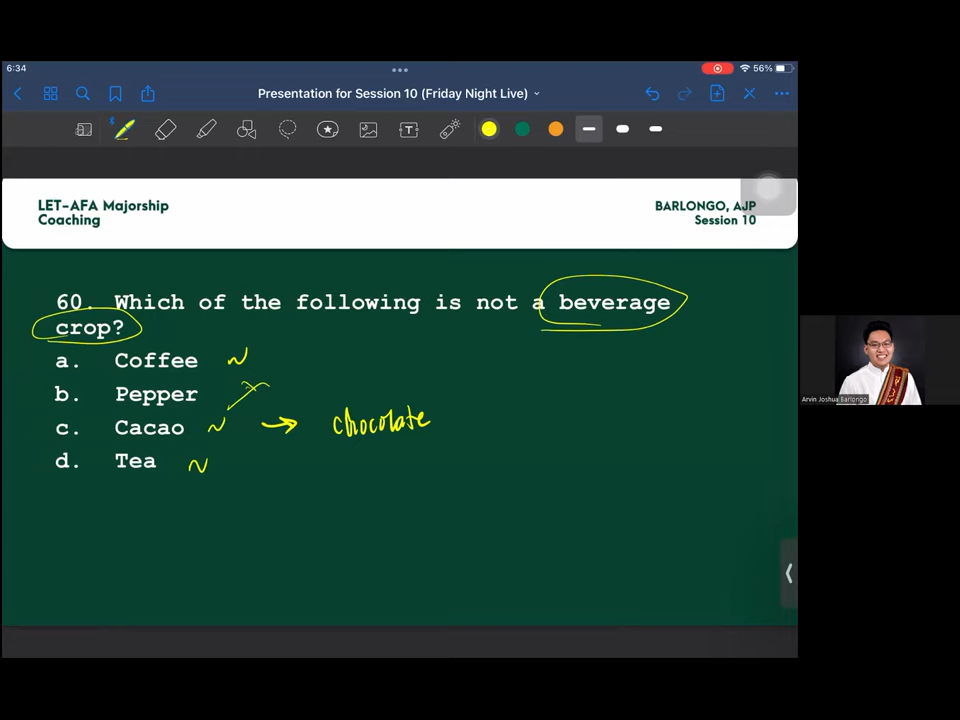 6:34
56%
Presentation for Session 10 (Friday Night Live)
T
LET-AFA Majorship
Coaching
BARLONGO, AJP
Session 10
60. Which of the following is not a beverage
crop?
a. Coffee
b. Pepper
c. Cacao → chocolate
d. Tea
Arvin Joshua Barlongo